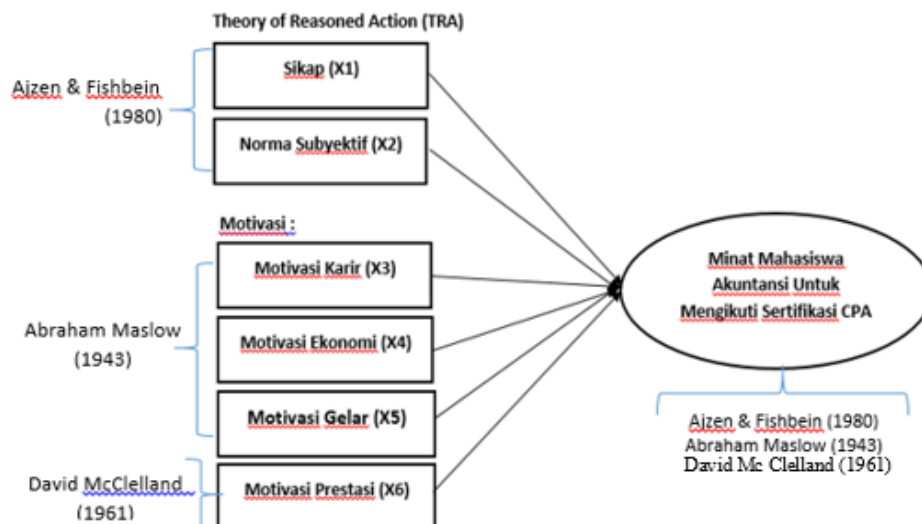 Theory of Reasoned Action (TRA)
Sikap (X1)
Ajzen & Fishbein
(1980)
Norma Subyektif (X2)
Motivasi :
Motivasi Karir (X3)
Abraham Maslow
(1943)
Motivasi Ekonomi (X4)
Motivasi Gelar (X5)
David McClelland
(1961)
Motivasi Prestasi (X6)
Minat Mahasiswa
Akuntansi Untuk
Mengikuti Sertifikasi CPA
Ajzen & Fishbein (1980)
Abraham Maslow (1943)
David Mc Clelland (1961)